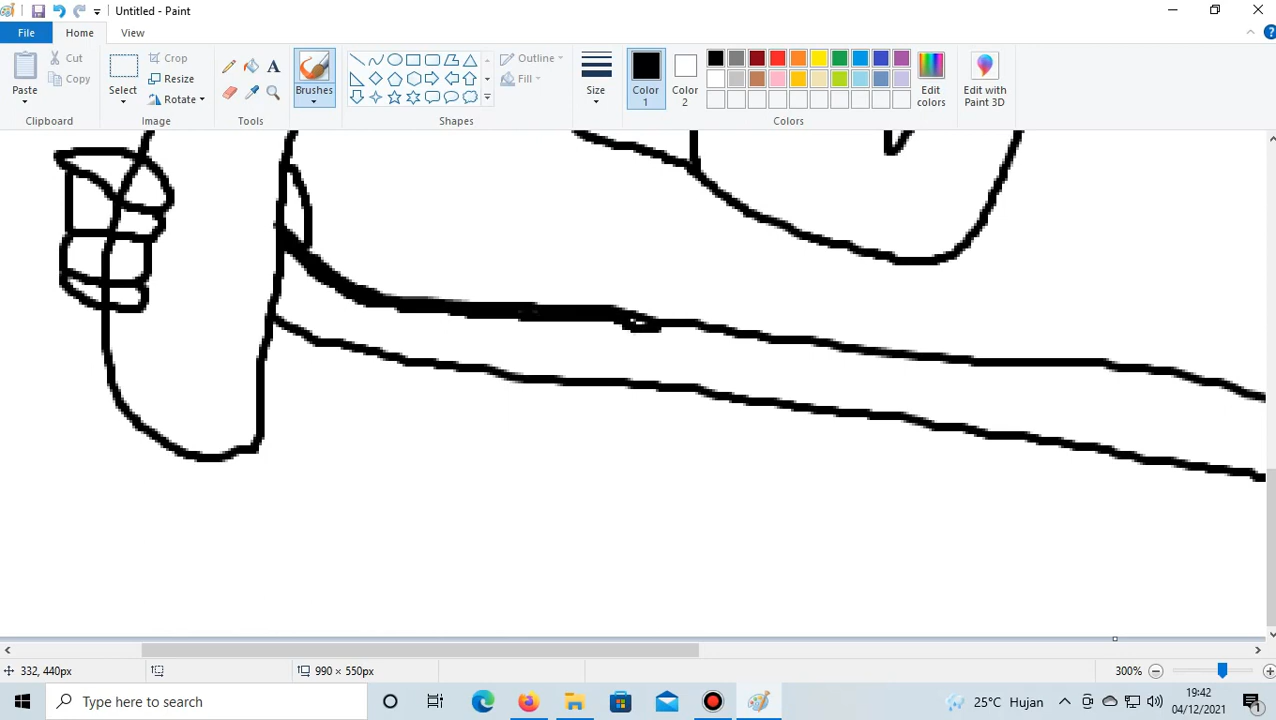 Untitled - Paint
File Home View
Paste
Cut
Copy
Clipboard
Select
Crop
Resize
Rotate
Image
A
Tools
Brushes
Outline
Fill
Shapes
Size
Color 1
Color 2
Edit colors
Edit with Paint 3D
Colors
332, 440px
990 × 550px
300%
Type here to search
25°C Hujan
19:42
04/12/2021
1